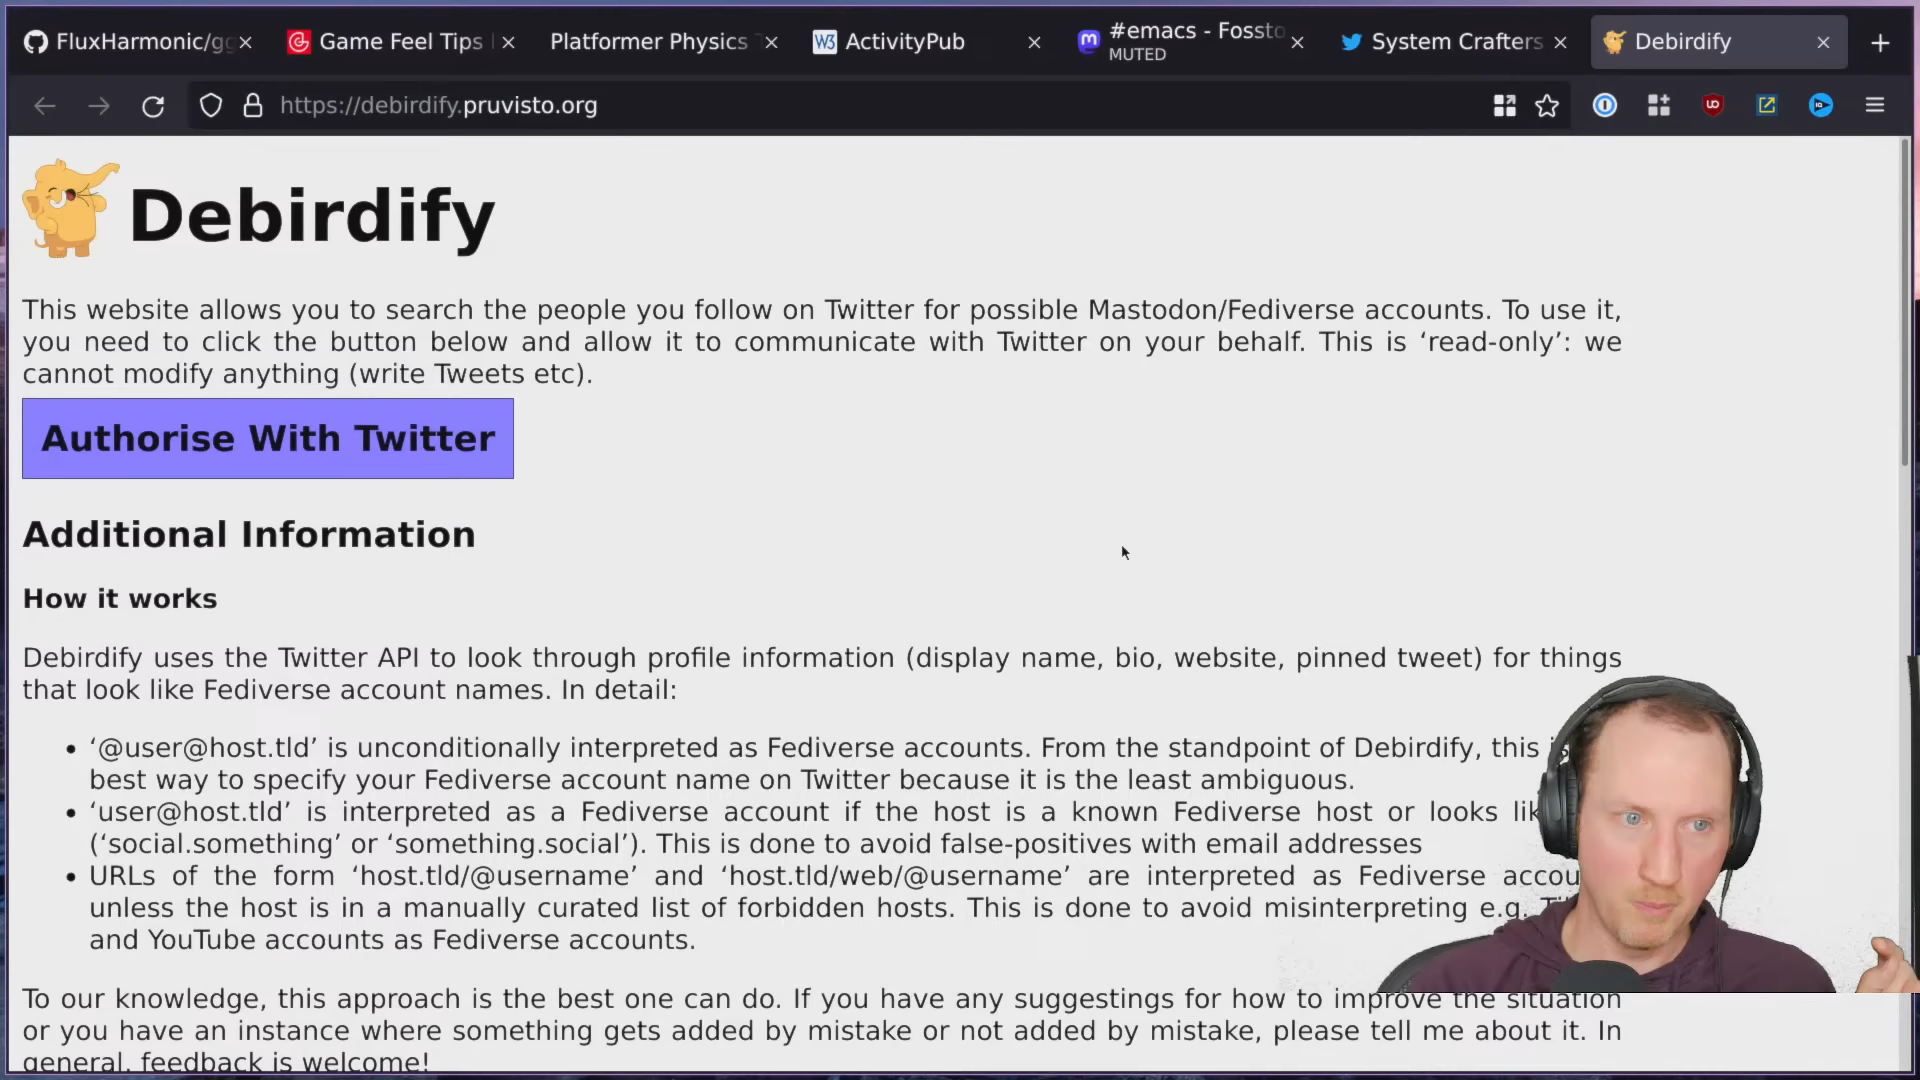 FluxHarmonic/gg
Game Feel Tips
Platformer Physics
W3 ActivityPub
#emacs - Fossto
MUTED
System Crafters
Debirdify
https://debirdify.pruvisto.org
Debirdify
This website allows you to search the people you follow on Twitter for possible Mastodon/Fediverse accounts. To use it,
you need to click the button below and allow it to communicate with Twitter on your behalf. This is ‘read-only’: we
cannot modify anything (write Tweets etc).
Authorise With Twitter
Additional Information
How it works
Debirdify uses the Twitter API to look through profile information (display name, bio, website, pinned tweet) for things
that look like Fediverse account names. In detail:
• ‘@user@host.tld’ is unconditionally interpreted as Fediverse accounts. From the standpoint of Debirdify, this
best way to specify your Fediverse account name on Twitter because it is the least ambiguous.
• ‘user@host.tld’ is interpreted as a Fediverse account if the host is a known Fediverse host or looks lik
(‘social.something’ or ‘something.social’). This is done to avoid false-positives with email addresses
• URLs of the form ‘host.tld/@username’ and ‘host.tld/web/@username’ are interpreted as Fediverse accou
unless the host is in a manually curated list of forbidden hosts. This is done to avoid misinterpreting e.g.
and YouTube accounts as Fediverse accounts.
To our knowledge, this approach is the best one can do. If you have any suggestings for how to improve the situation
or you have an instance where something gets added by mistake or not added by mistake, please tell me about it. In
general, feedback is welcome!